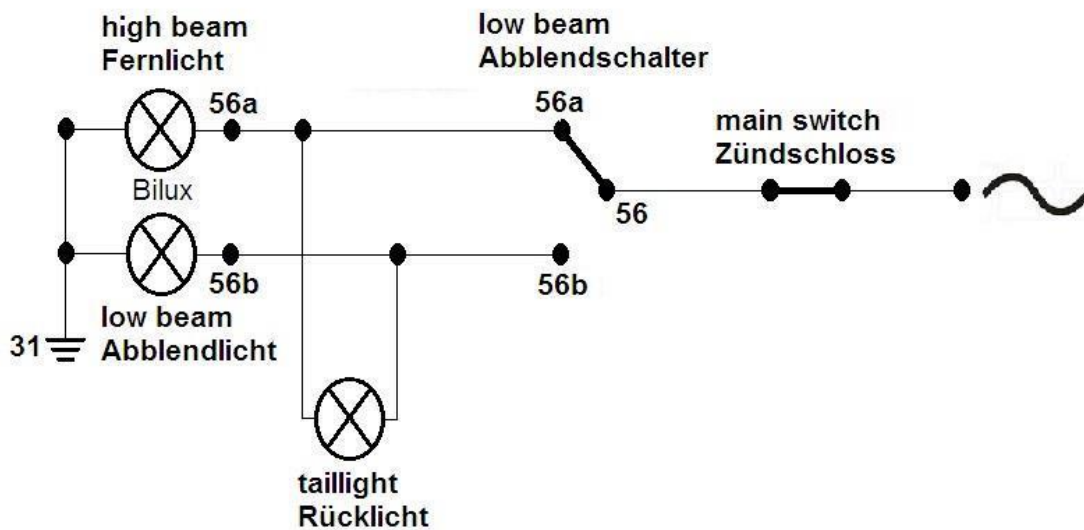 high beam
Fernlicht
56a
Bilux
low beam
Abblendschalter
56a
main switch
Zündschloss
56
56b
56b
low beam
Abblendlicht
31
taillight
Rücklicht